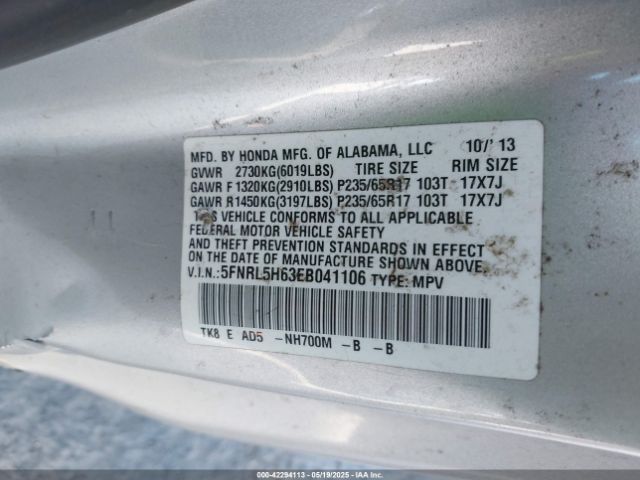 MFD. BY HONDA MFG. OF ALABAMA, LLC 10/'13
GVWR 2730KG(6019LBS) TIRE SIZE RIM SIZE
GAWR F 1320KG(2910LBS) P235/65R17 103T 17X7J
GAWR R1450KG(3197LBS) P235/65R17 103T 17X7J
VEHICLE CONFORMS TO ALL APPLICABLE
FEDERAL MOTOR VEHICLE SAFETY
AND THEFT PREVENTION STANDARDS IN EFFECT
ON THE DATE OF MANUFACTURE SHOWN ABOVE.
V.I.N.:5FNRL5H63EB041106 TYPE: MPV
TK8 E AD5 -NH700M -B -B
000-42294113 - 05/19/2025 - IAAI.COM